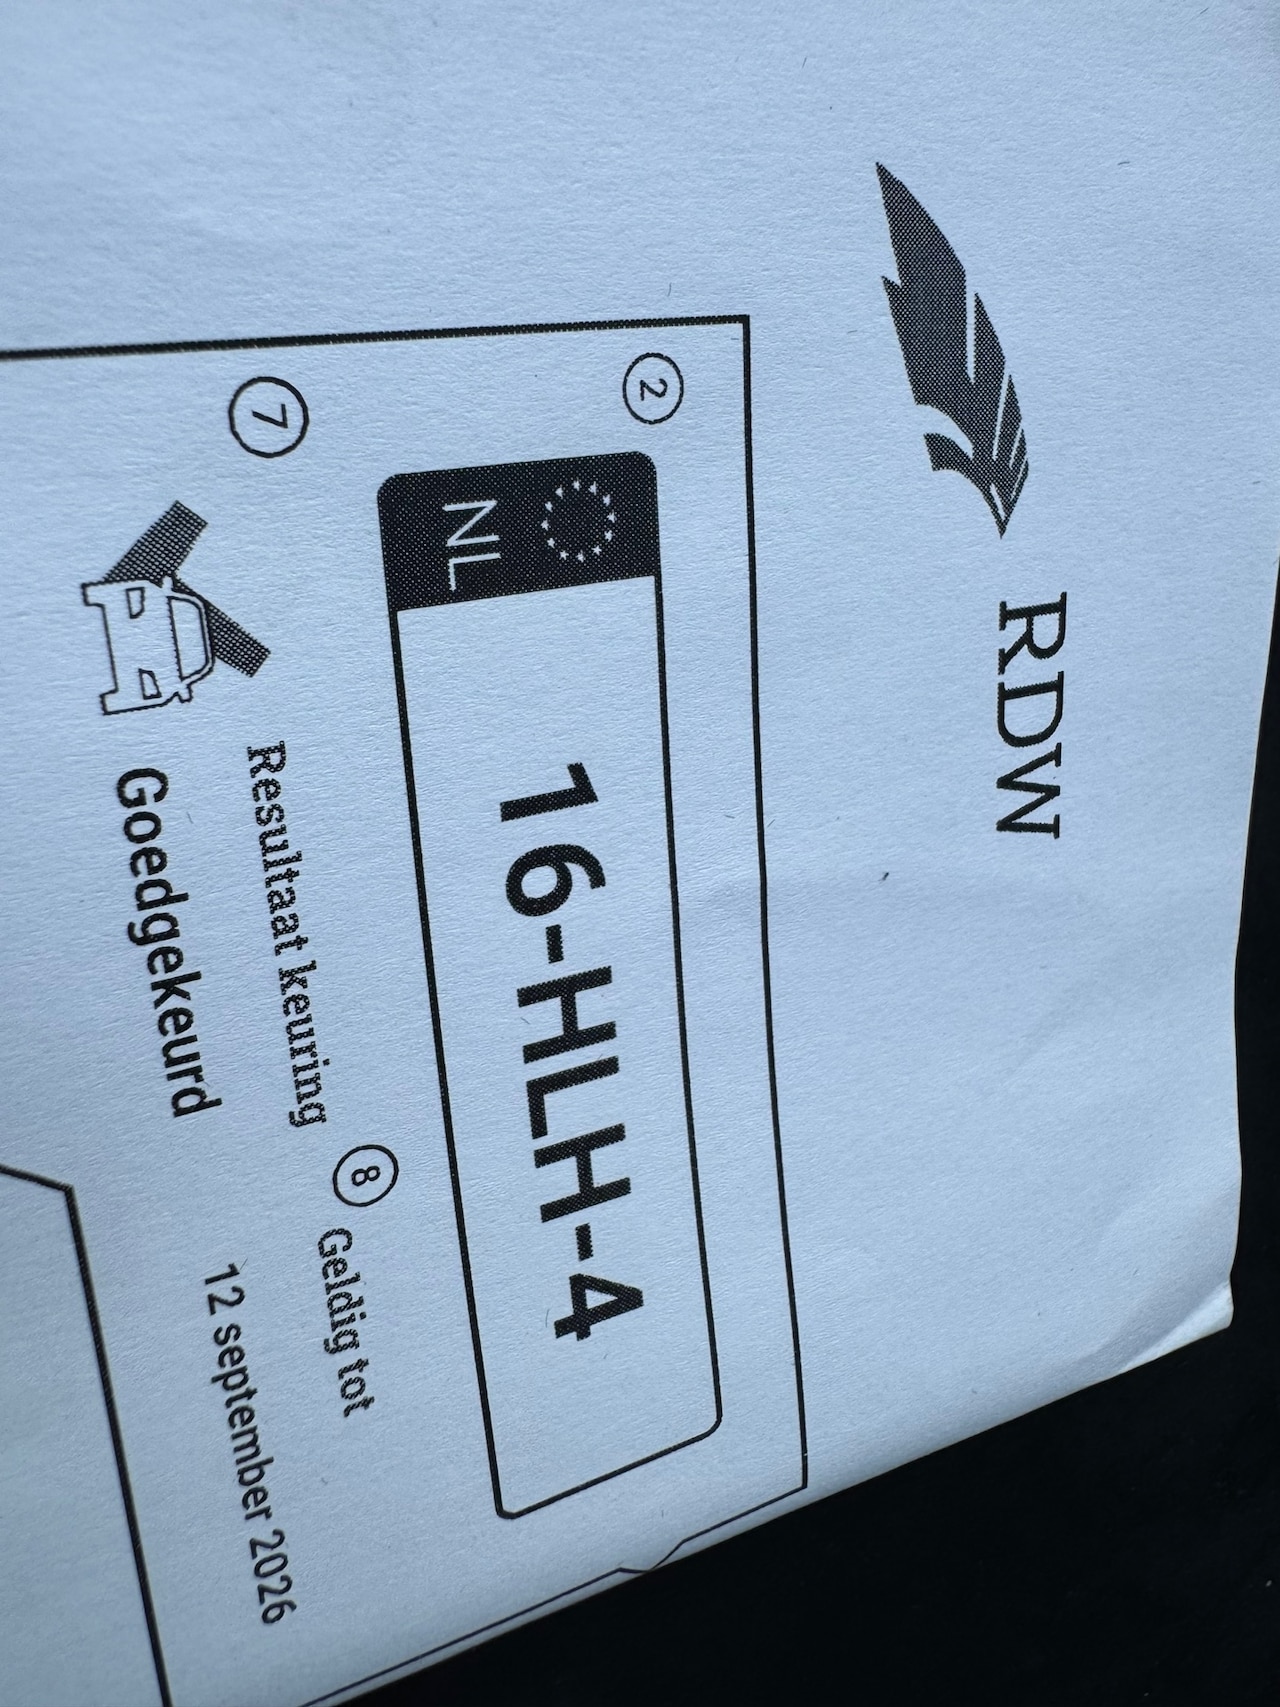 RDW
2
NL 16-HLH-4
7 Resultaat keuring
Goedgekeurd
8 Geldig tot
12 september 2026